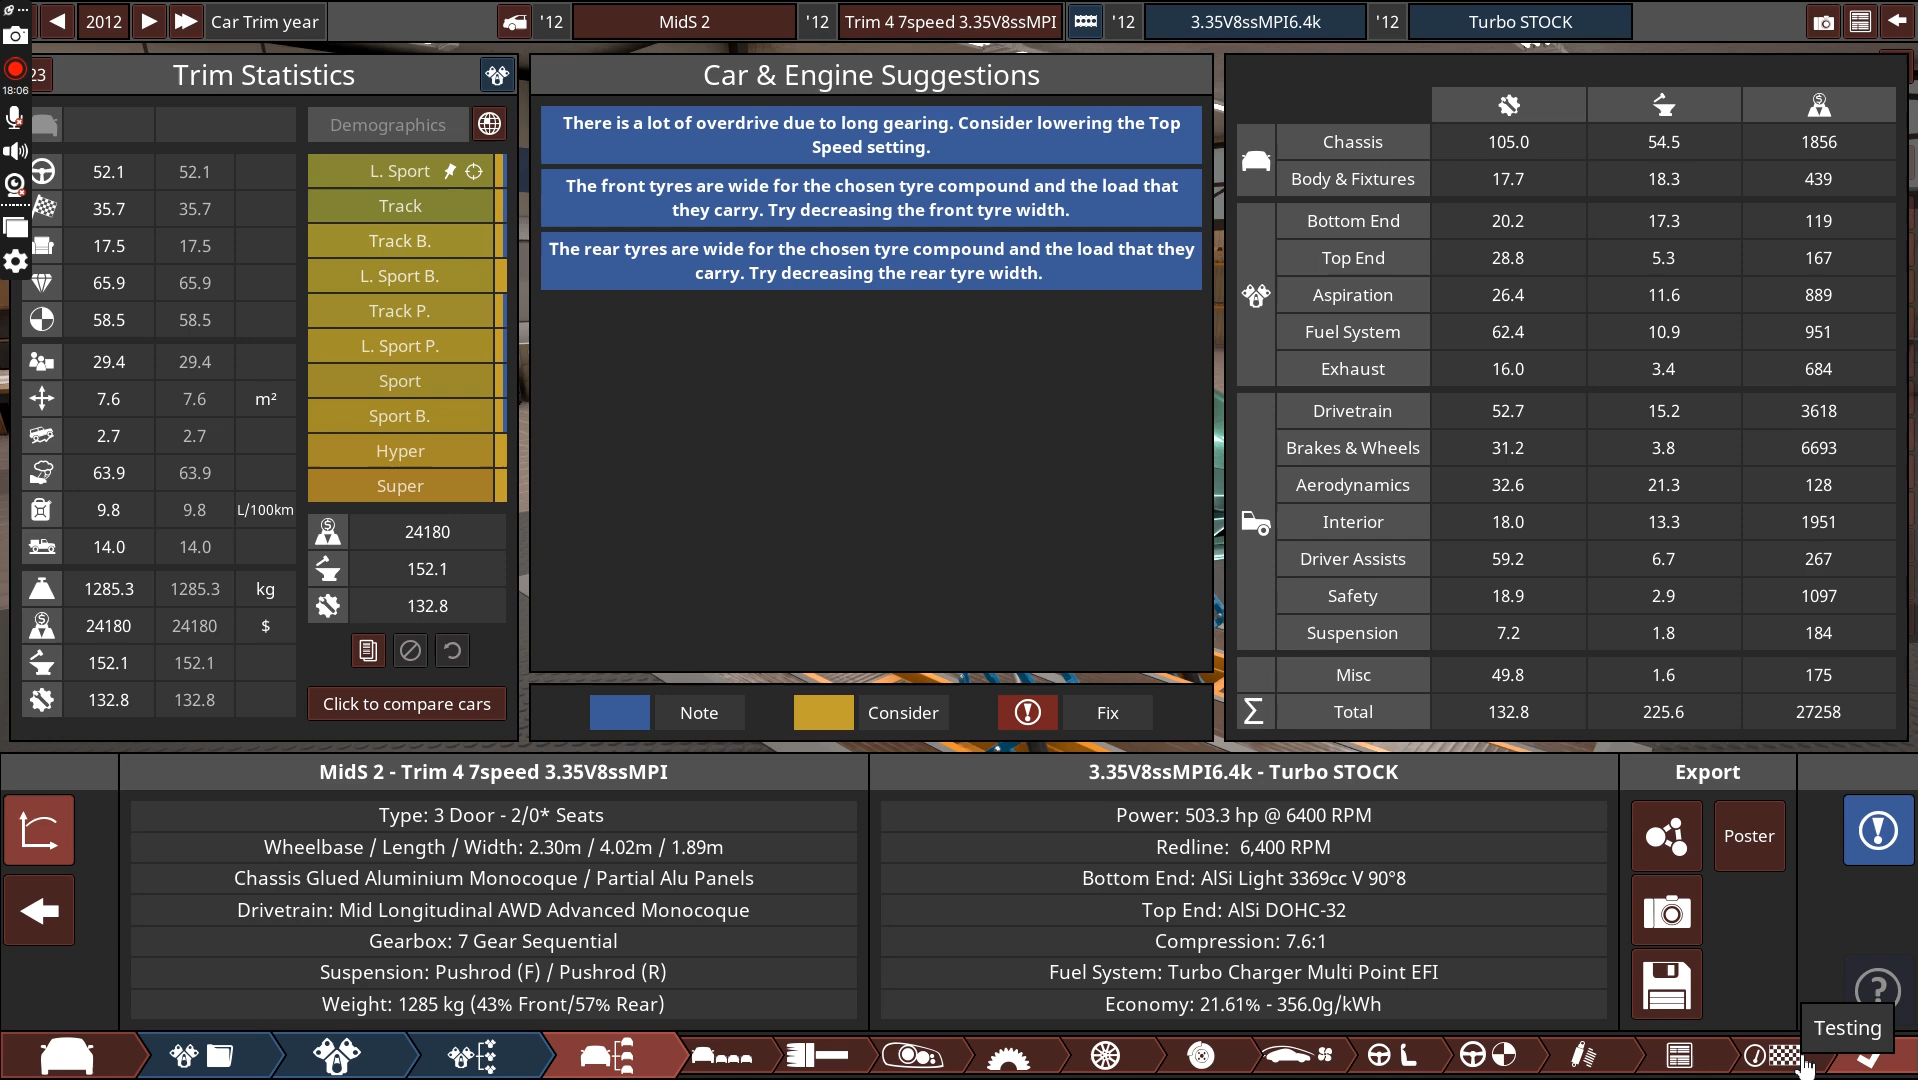 2012
Car Trim year
'12
MidS 2
'12
Trim 4 7speed 3.35V8ssMPI
'12
3.35V8ssMPI6.4k
'12
Turbo STOCK
18:06
23
Trim Statistics
Demographics
52.1 52.1
35.7 35.7
17.5 17.5
65.9 65.9
58.5 58.5
29.4 29.4
7.6 7.6 m²
2.7 2.7
63.9 63.9
9.8 9.8 L/100km
14.0 14.0
1285.3 1285.3 kg
24180 24180 $
152.1 152.1
132.8 132.8
L. Sport
Track
Track B.
L. Sport B.
Track P.
L. Sport P.
Sport
Sport B.
Hyper
Super
24180
152.1
132.8
Click to compare cars
Car & Engine Suggestions
There is a lot of overdrive due to long gearing. Consider lowering the Top
Speed setting.
The front tyres are wide for the chosen tyre compound and the load that
they carry. Try decreasing the front tyre width.
The rear tyres are wide for the chosen tyre compound and the load that they
carry. Try decreasing the rear tyre width.
Note
Consider
Fix
Chassis 105.0 54.5 1856
Body & Fixtures 17.7 18.3 439
Bottom End 20.2 17.3 119
Top End 28.8 5.3 167
Aspiration 26.4 11.6 889
Fuel System 62.4 10.9 951
Exhaust 16.0 3.4 684
Drivetrain 52.7 15.2 3618
Brakes & Wheels 31.2 3.8 6693
Aerodynamics 32.6 21.3 128
Interior 18.0 13.3 1951
Driver Assists 59.2 6.7 267
Safety 18.9 2.9 1097
Suspension 7.2 1.8 184
Misc 49.8 1.6 175
Σ Total 132.8 225.6 27258
MidS 2 - Trim 4 7speed 3.35V8ssMPI
Type: 3 Door - 2/0* Seats
Wheelbase / Length / Width: 2.30m / 4.02m / 1.89m
Chassis Glued Aluminium Monocoque / Partial Alu Panels
Drivetrain: Mid Longitudinal AWD Advanced Monocoque
Gearbox: 7 Gear Sequential
Suspension: Pushrod (F) / Pushrod (R)
Weight: 1285 kg (43% Front/57% Rear)
3.35V8ssMPI6.4k - Turbo STOCK
Power: 503.3 hp @ 6400 RPM
Redline: 6,400 RPM
Bottom End: AlSi Light 3369cc V 90°8
Top End: AlSi DOHC-32
Compression: 7.6:1
Fuel System: Turbo Charger Multi Point EFI
Economy: 21.61% - 356.0g/kWh
Export
Poster
?
Testing